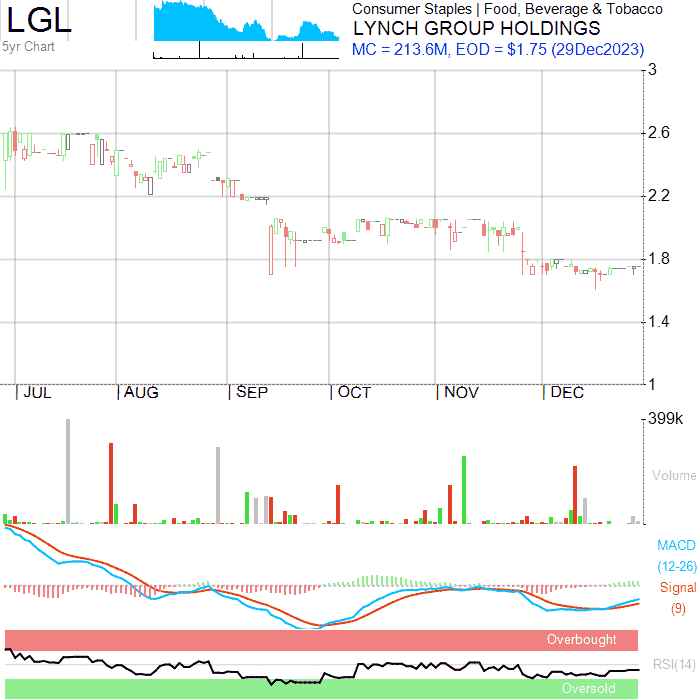 LGL
5yr Chart
Consumer Staples | Food, Beverage & Tobacco
LYNCH GROUP HOLDINGS
MC = 213.6M, EOD = $1.75 (29Dec2023)
3
2.6
2.2
1.8
1.4
1
JUL AUG SEP OCT NOV DEC
399k
Volume
MACD
(12-26)
Signal
(9)
Overbought
RSI(14)
Oversold